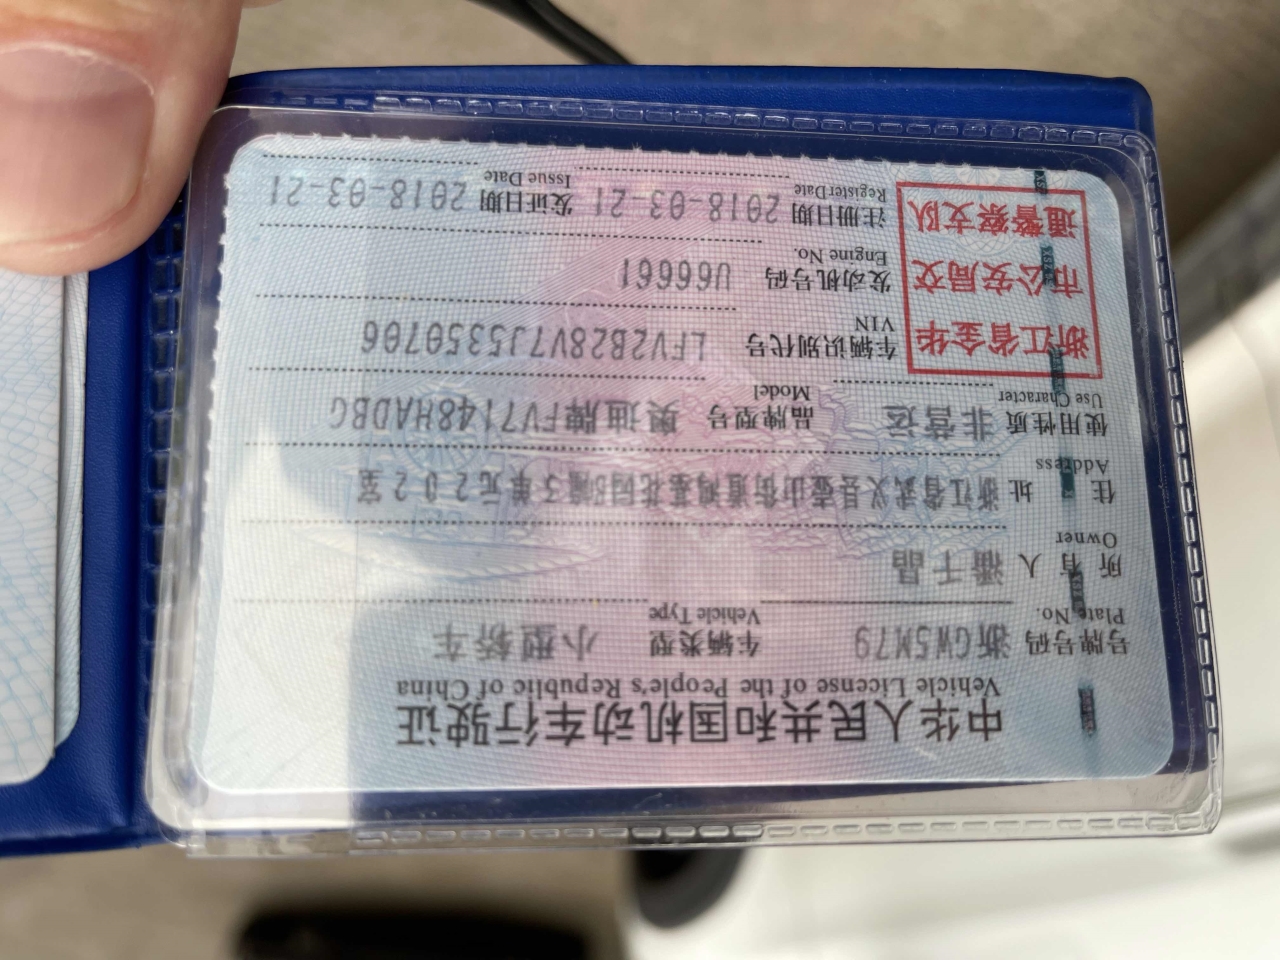 中华人民共和国机动车行驶证
Vehicle License of the People's Republic of China
号牌号码 浙GW5M79 车辆类型 小型轿车
Plate No. Vehicle Type
所有人 潘千晶
Owner
住址 浙江省武义县壶山街道鸿基花园8幢3单元202室
Address
使用性质 非营运 品牌型号 奥迪牌FV7148HADBG
Use Character Model
浙江省金华
市公安局交
通警察支队
车辆识别代号 LFV2B28V7J5350706
VIN
发动机号码 U66661
Engine No.
注册日期 2018-03-21 发证日期 2018-03-21
Register Date Issue Date